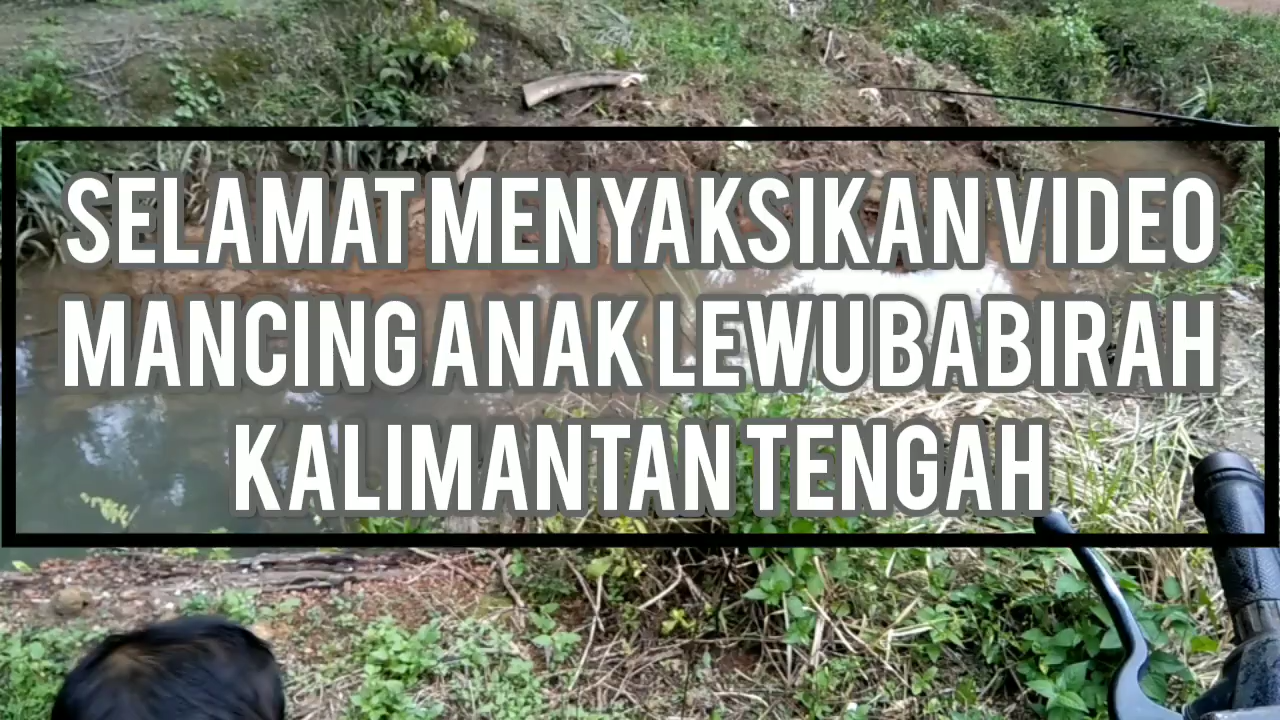 SELAMAT MENYAKSIKAN VIDEO
MANCING ANAK LEWU BABIRAH
KALIMANTAN TENGAH